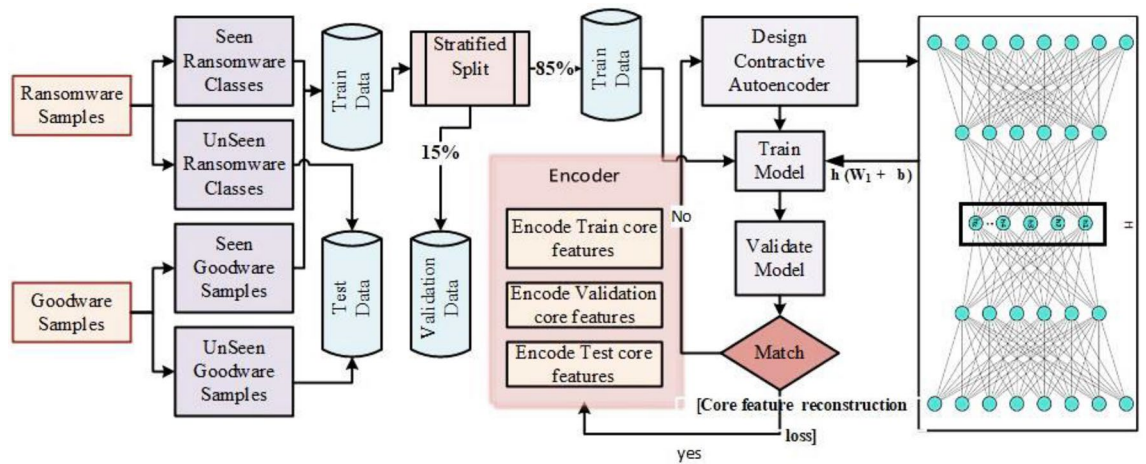 Ransomware
Samples
Seen
Ransomware
Classes
UnSeen
Ransomware
Classes
Goodware
Samples
Seen
Goodware
Samples
UnSeen
Goodware
Samples
Train
Data
Test
Data
Stratified
Split
85%
15%
Validation
Data
Train
Data
Encoder
Encode Train core
features
Encode Validation
core features
Encode Test core
features
Design
Contractive
Autoencoder
Train
Model
h (W1 + b)
No
Validate
Model
Match
[Core feature reconstruction
loss]
yes
H